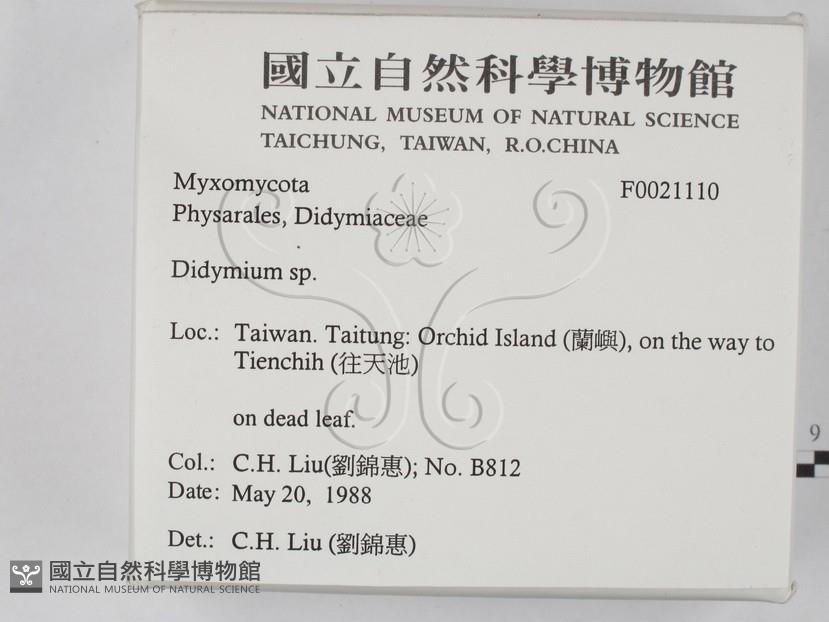 國立自然科學博物館
NATIONAL MUSEUM OF NATURAL SCIENCE
TAICHUNG, TAIWAN, R.O.CHINA
Myxomycota F0021110
Physarales, Didymiaceae
Didymium sp.
Loc.: Taiwan. Taitung: Orchid Island (蘭嶼), on the way to
Tienchih (往天池)
on dead leaf.
Col.: C.H. Liu(劉錦惠); No. B812
Date: May 20, 1988
Det.: C.H. Liu (劉錦惠)
9
國立自然科學博物館
NATIONAL MUSEUM OF NATURAL SCIENCE